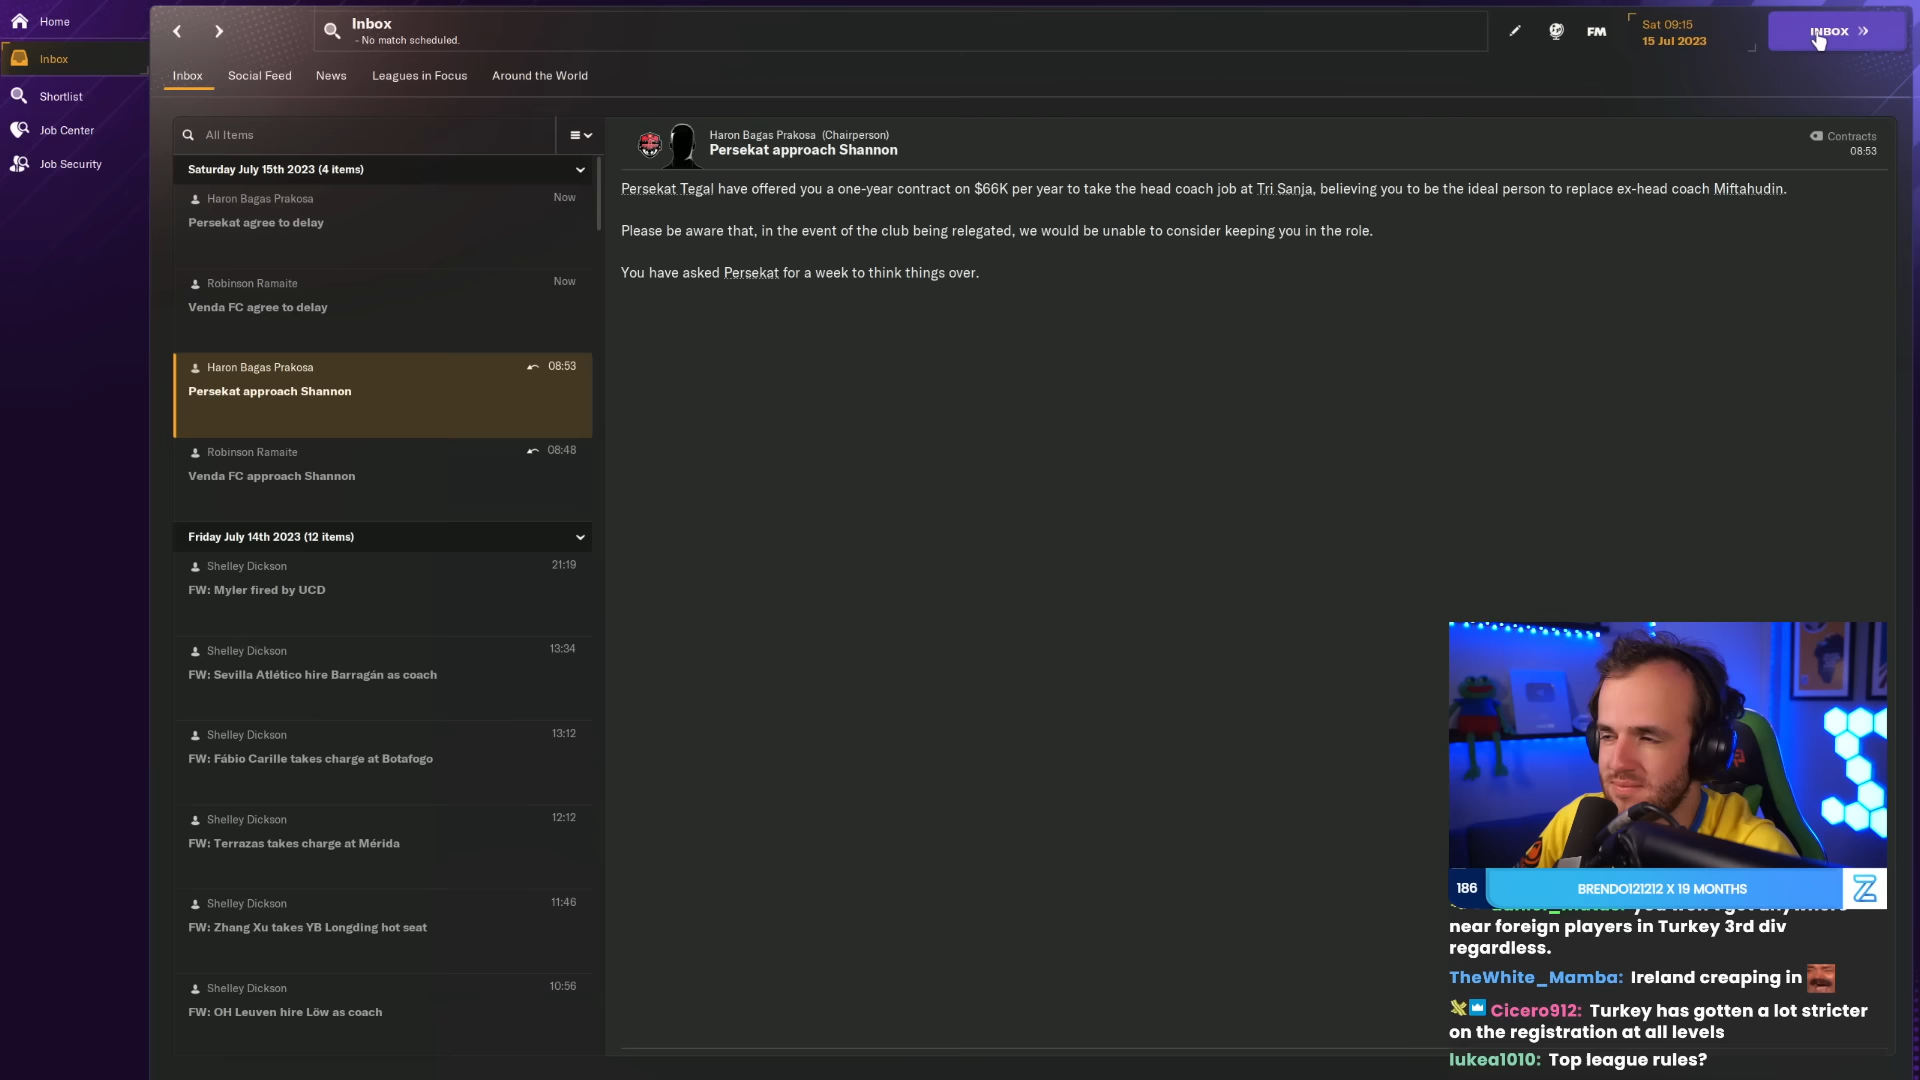 Home
Inbox
Shortlist
Job Center
Job Security
Inbox
- No match scheduled.
FM
Sat 09:15
15 Jul 2023
INBOX
Inbox
Social Feed
News
Leagues in Focus
Around the World
All Items
Saturday July 15th 2023 (4 items)
Haron Bagas Prakosa
Now
Persekat agree to delay
Robinson Ramaite
Now
Venda FC agree to delay
Haron Bagas Prakosa
08:53
Persekat approach Shannon
Robinson Ramaite
08:48
Venda FC approach Shannon
Friday July 14th 2023 (12 items)
Shelley Dickson
21:19
FW: Myler fired by UCD
Shelley Dickson
13:34
FW: Sevilla Atlético hire Barragán as coach
Shelley Dickson
13:12
FW: Fábio Carille takes charge at Botafogo
Shelley Dickson
12:12
FW: Terrazas takes charge at Mérida
Shelley Dickson
11:46
FW: Zhang Xu takes YB Longding hot seat
Shelley Dickson
10:56
FW: OH Leuven hire Löw as coach
Haron Bagas Prakosa (Chairperson)
Persekat approach Shannon
Contracts
08:53
Persekat Tegal have offered you a one-year contract on $66K per year to take the head coach job at Tri Sanja, believing you to be the ideal person to replace ex-head coach Miftahudin.
Please be aware that, in the event of the club being relegated, we would be unable to consider keeping you in the role.
You have asked Persekat for a week to think things over.
186
BRENDO121212 X 19 MONTHS
near foreign players in Turkey 3rd div
regardless.
TheWhite_Mamba: Ireland creaping in
Cicero912: Turkey has gotten a lot stricter
on the registration at all levels
lukea1010: Top league rules?